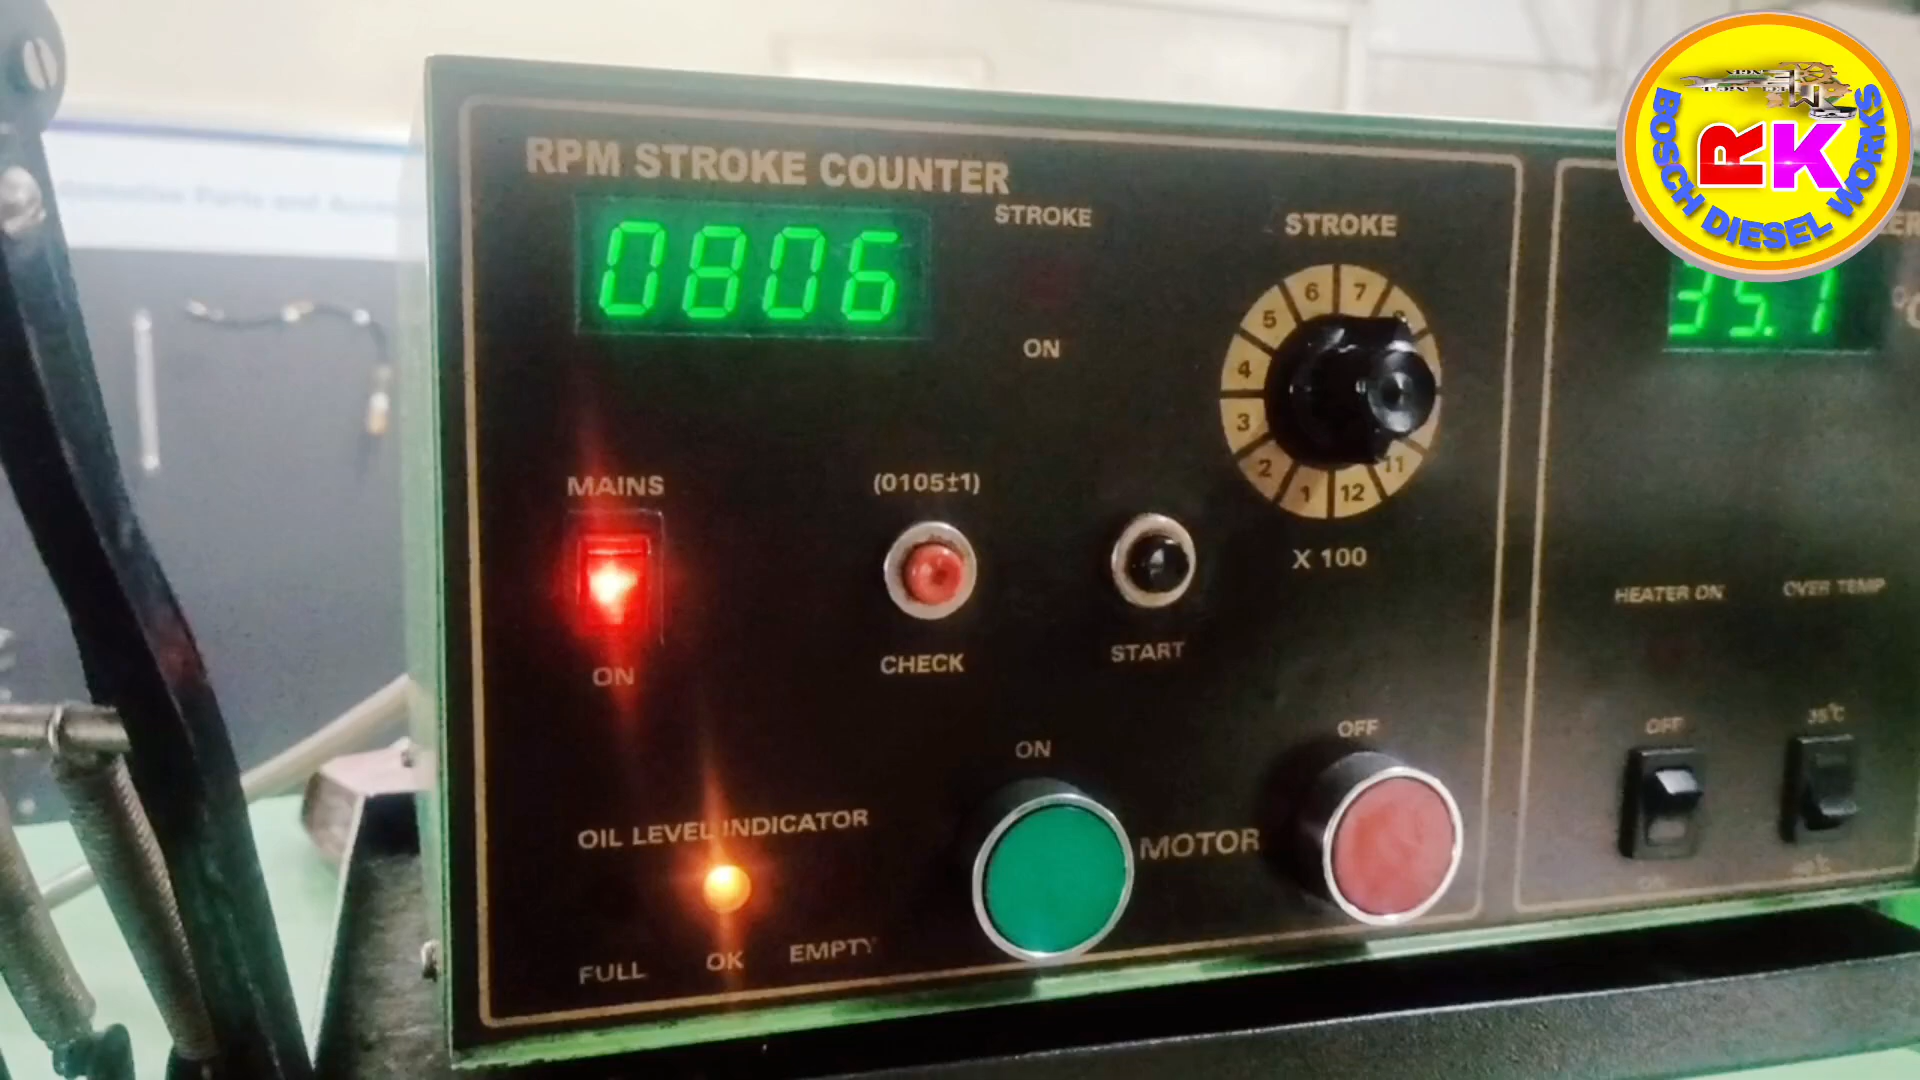 RPM STROKE COUNTER
0806
STROKE
ON
STROKE
4 5 6 7
3 2 1 12 11
X 100
MAINS
ON
(0105±1)
CHECK
START
OIL LEVEL INDICATOR
FULL OK EMPTY
ON
MOTOR
OFF
35.7
HEATER ON
OVER TEMP
OFF
35°C
RK
BOSCH DIESEL WORKS